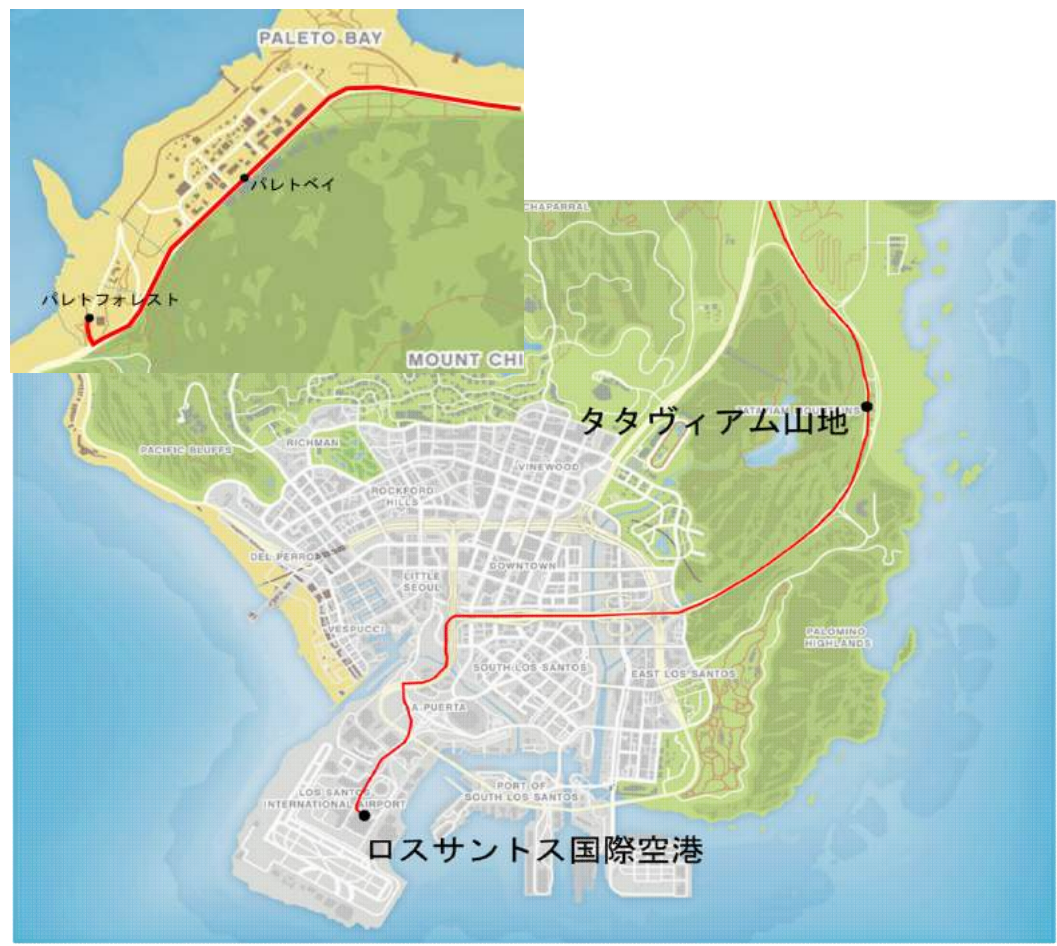 PALETO BAY
パレトベイ
パレトフォレスト
MOUNT CHI
CHAPARRAL
タタヴィアム山地
PACIFIC BLUFFS
RICHMAN
VINEWOOD
ROCKFORD
HILLS
DEL PERRO
DOWNTOWN
LITTLE
SEOUL
VESPUCCI
PALOMINO
HIGHLANDS
SOUTH LOS SANTOS
EAST LOS SANTOS
A PUERTA
LOS SANTOS
INTERNATIONAL AIRPORT
PORT OF
SOUTH LOS SANTOS
ロスサントス国際空港